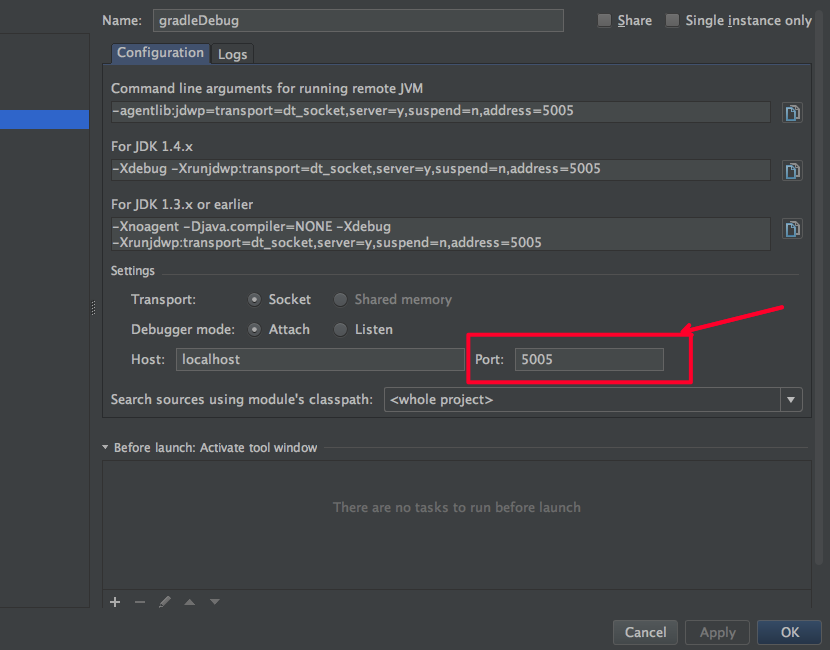 Name: gradleDebug Share Single instance only
Configuration Logs
Command line arguments for running remote JVM
-agentlib:jdwp=transport=dt_socket,server=y,suspend=n,address=5005
For JDK 1.4.x
-Xdebug -Xrunjdwp:transport=dt_socket,server=y,suspend=n,address=5005
For JDK 1.3.x or earlier
-Xnoagent -Djava.compiler=NONE -Xdebug
-Xrunjdwp:transport=dt_socket,server=y,suspend=n,address=5005
Settings
Transport: Socket Shared memory
Debugger mode: Attach Listen
Host: localhost Port: 5005
Search sources using module's classpath: <whole project>
Before launch: Activate tool window
There are no tasks to run before launch
Cancel Apply OK